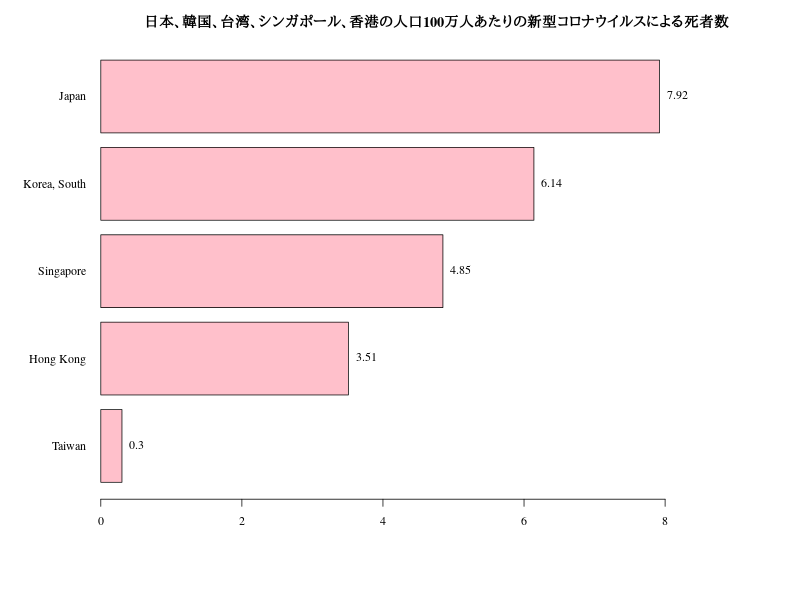 日本、韓国、台湾、シンガポール、香港の人口100万人あたりの新型コロナウイルスによる死者数
Japan 7.92
Korea, South 6.14
Singapore 4.85
Hong Kong 3.51
Taiwan 0.3
0 2 4 6 8